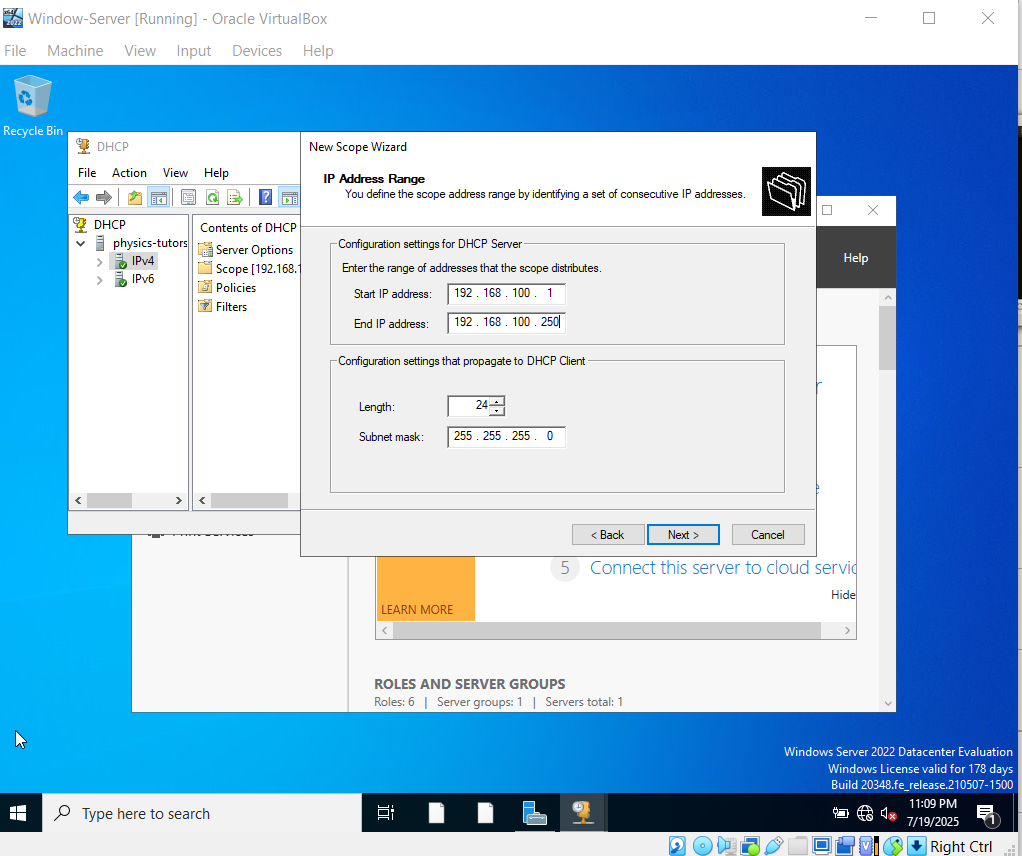 Window-Server [Running] - Oracle VirtualBox
File Machine View Input Devices Help
Recycle Bin
DHCP
File Action View Help
DHCP
physics-tutors
IPv4
IPv6
Contents of DHCP
Server Options
Scope [192.168.1
Policies
Filters
New Scope Wizard
IP Address Range
You define the scope address range by identifying a set of consecutive IP addresses.
Configuration settings for DHCP Server
Enter the range of addresses that the scope distributes.
Start IP address: 192 . 168 . 100 . 1
End IP address: 192 . 168 . 100 . 250
Configuration settings that propagate to DHCP Client
Length: 24
Subnet mask: 255 . 255 . 255 . 0
< Back Next > Cancel
Help
5 Connect this server to cloud servic
Hide
LEARN MORE
ROLES AND SERVER GROUPS
Roles: 6 | Server groups: 1 | Servers total: 1
Windows Server 2022 Datacenter Evaluation
Windows License valid for 178 days
Build 20348.fe_release.210507-1500
Type here to search
11:09 PM
7/19/2025
1
Right Ctrl